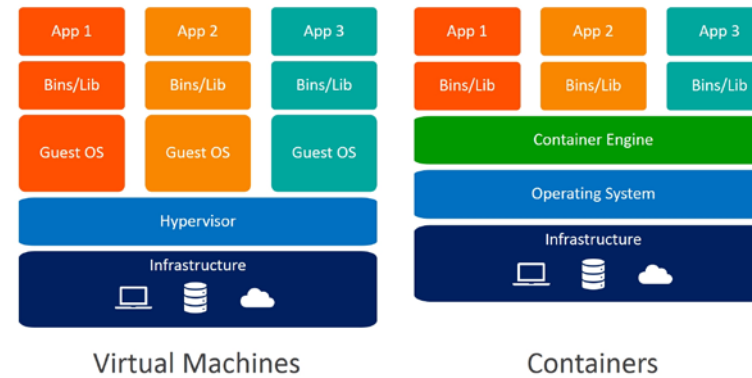 App 1
App 2
App 3
Bins/Lib
Bins/Lib
Bins/Lib
Guest OS
Guest OS
Guest OS
Hypervisor
Infrastructure
Virtual Machines
App 1
App 2
App 3
Bins/Lib
Bins/Lib
Bins/Lib
Container Engine
Operating System
Infrastructure
Containers